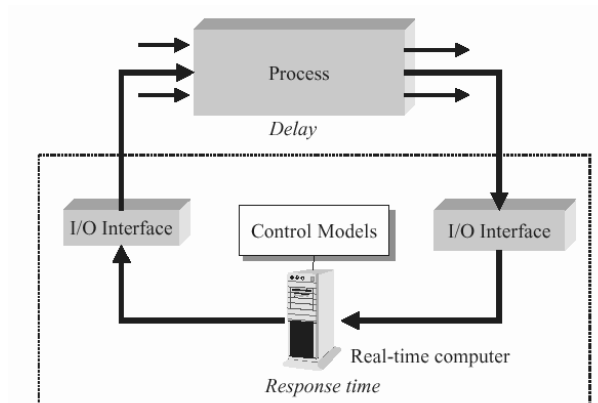 Process
Delay
I/O Interface
Control Models
I/O Interface
Real-time computer
Response time